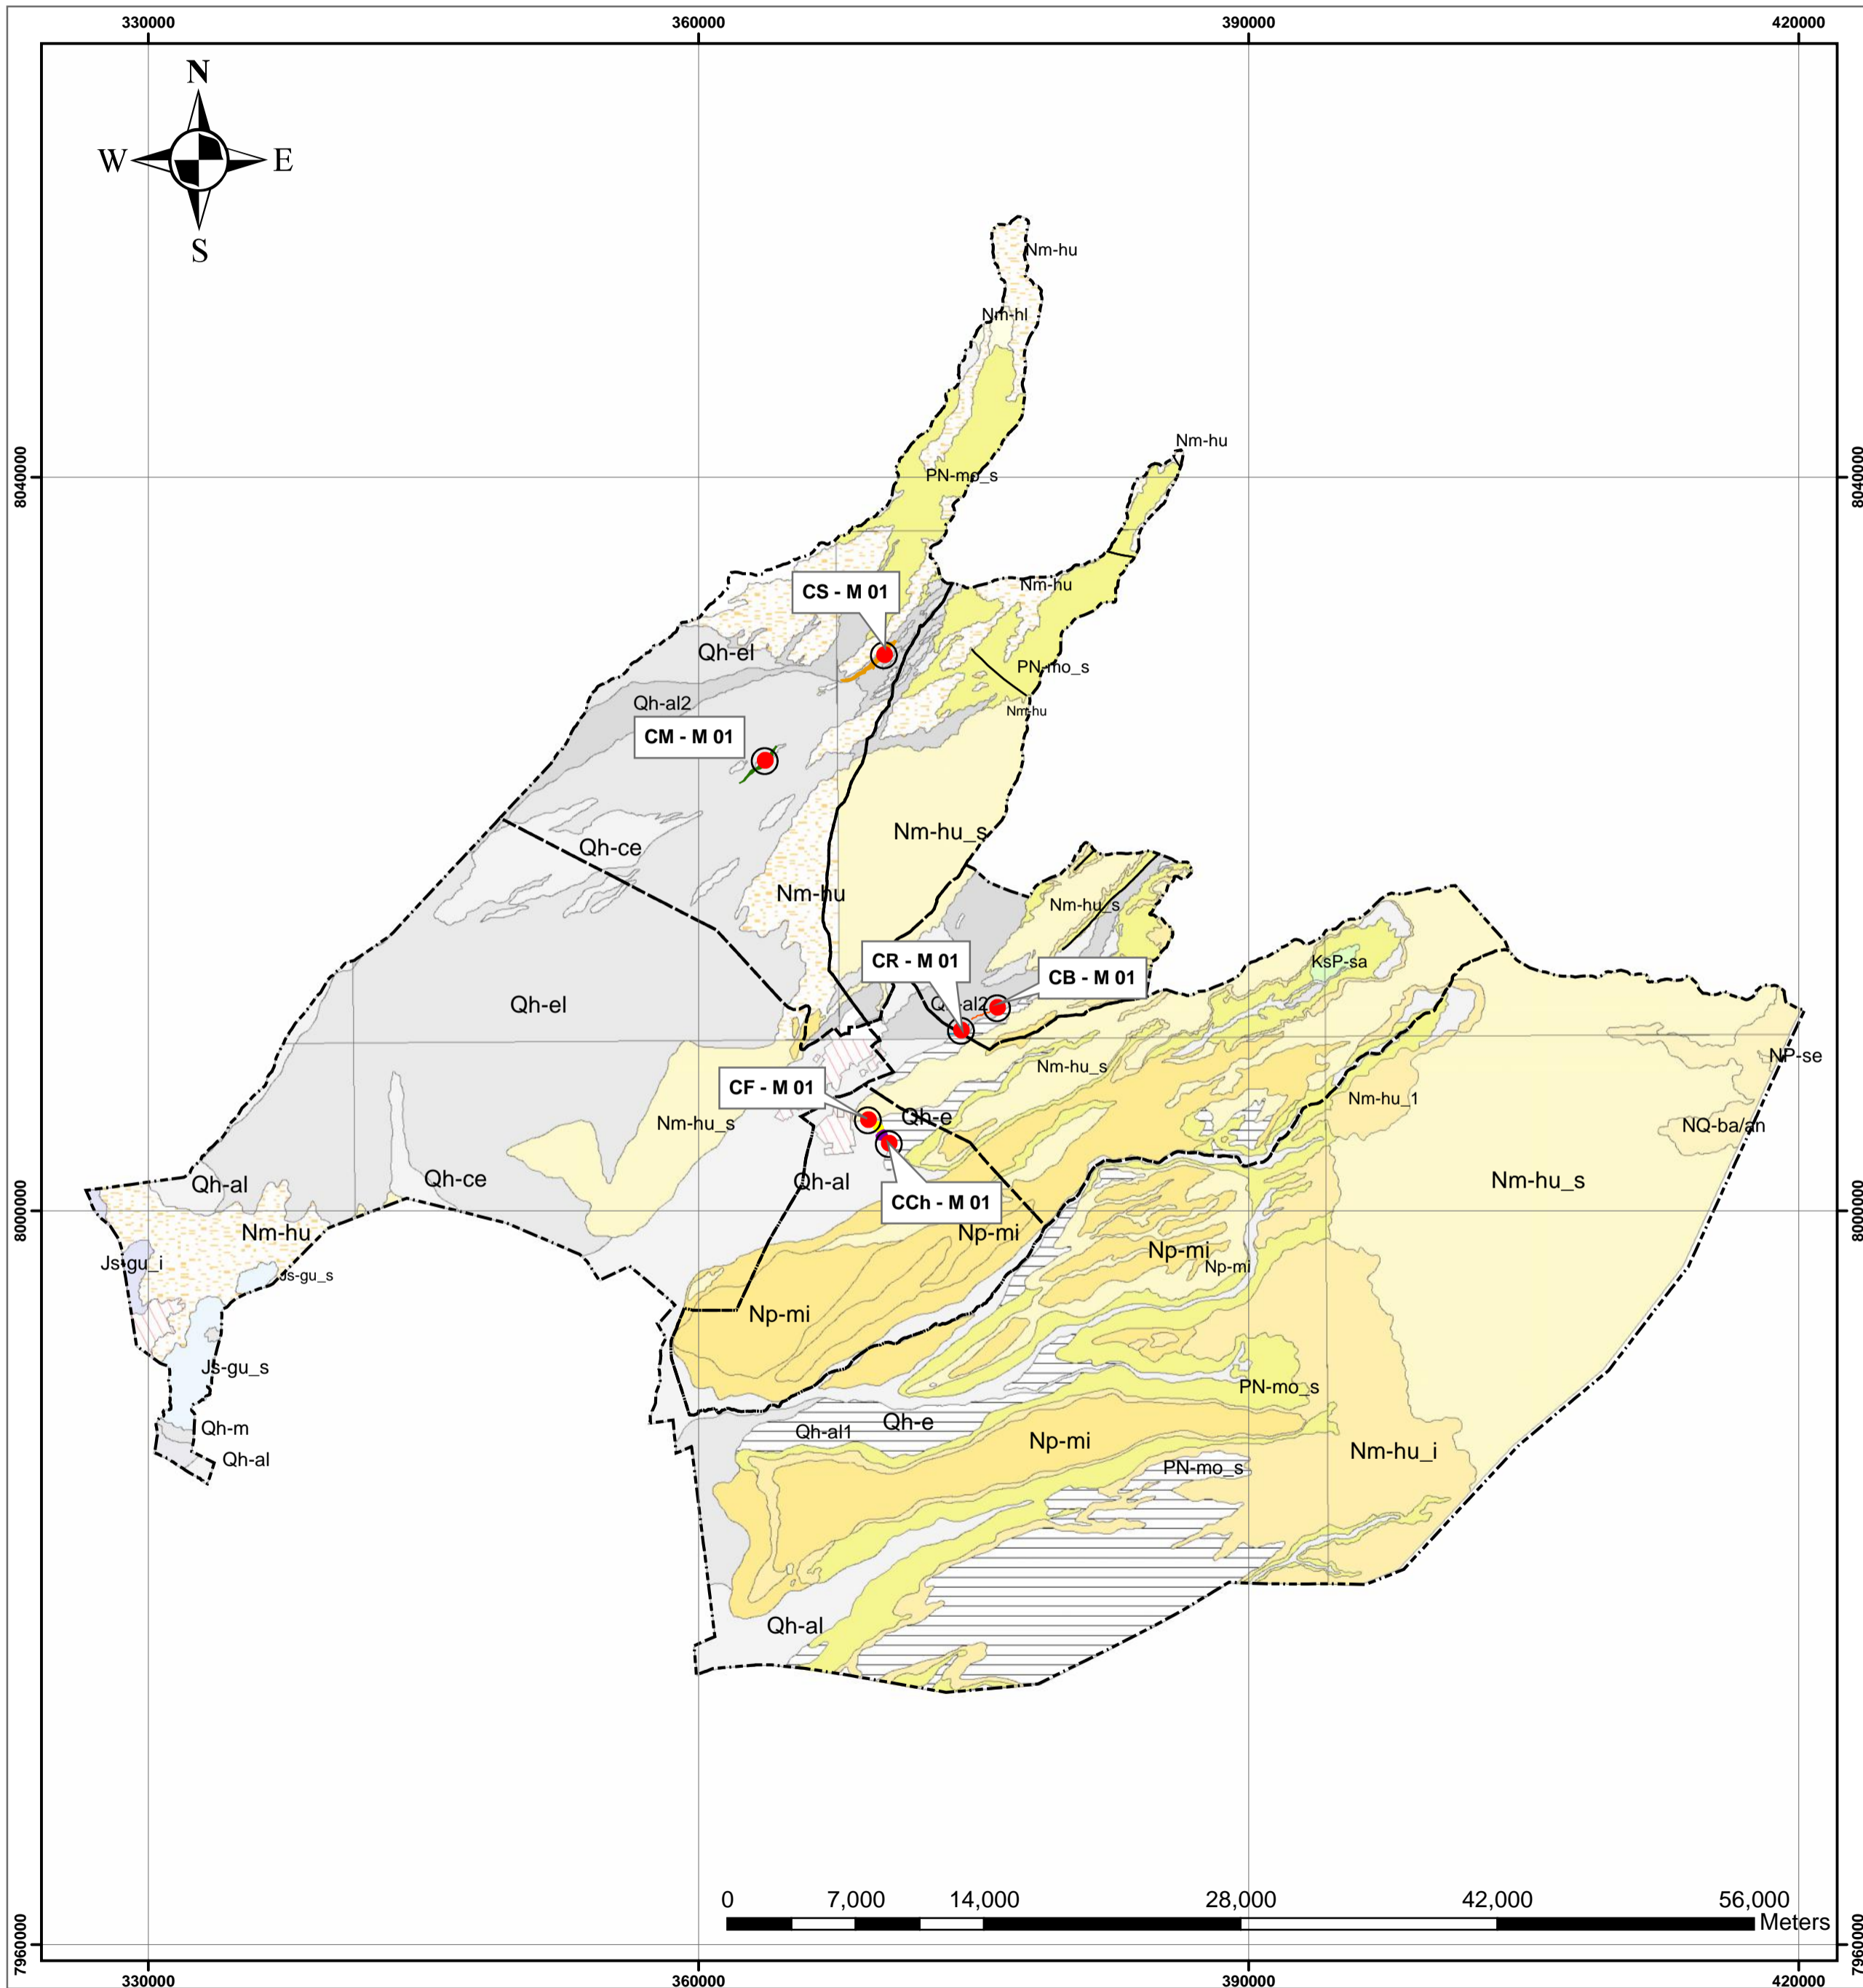 330000
360000
390000
420000
N
W
E
S
Nm-hu
Nm-hl
Nm-hu
8040000
PN-mo_s
8040000
Nm-hu
CS - M 01
Qh-el
PN-mo_s
Qh-al2
Nm-hu
CM - M 01
Nm-hu_s
Qh-ce
Nm-hu
Nm-hu_s
CR - M 01
KsP-sa
CB - M 01
Qh-el
NP-se
Nm-hu_s
CF - M 01
Nm-hu_1
Qh-e
Nm-hu_s
NQ-ba/an
Qh-ce
Qh-al
Qh-al
Nm-hu_s
CCh - M 01
8000000
8000000
Nm-hu
Np-mi
Np-mi
Js-gu_i
Np-mi
Js-gu_s
Np-mi
Js-gu_s
PN-mo_s
Qh-m
Qh-e
Qh-al1
Np-mi
Nm-hu_i
Qh-al
PN-mo_s
Qh-al
0
7,000
14,000
28,000
42,000
56,000
Meters
7960000
7960000
330000
360000
390000
420000